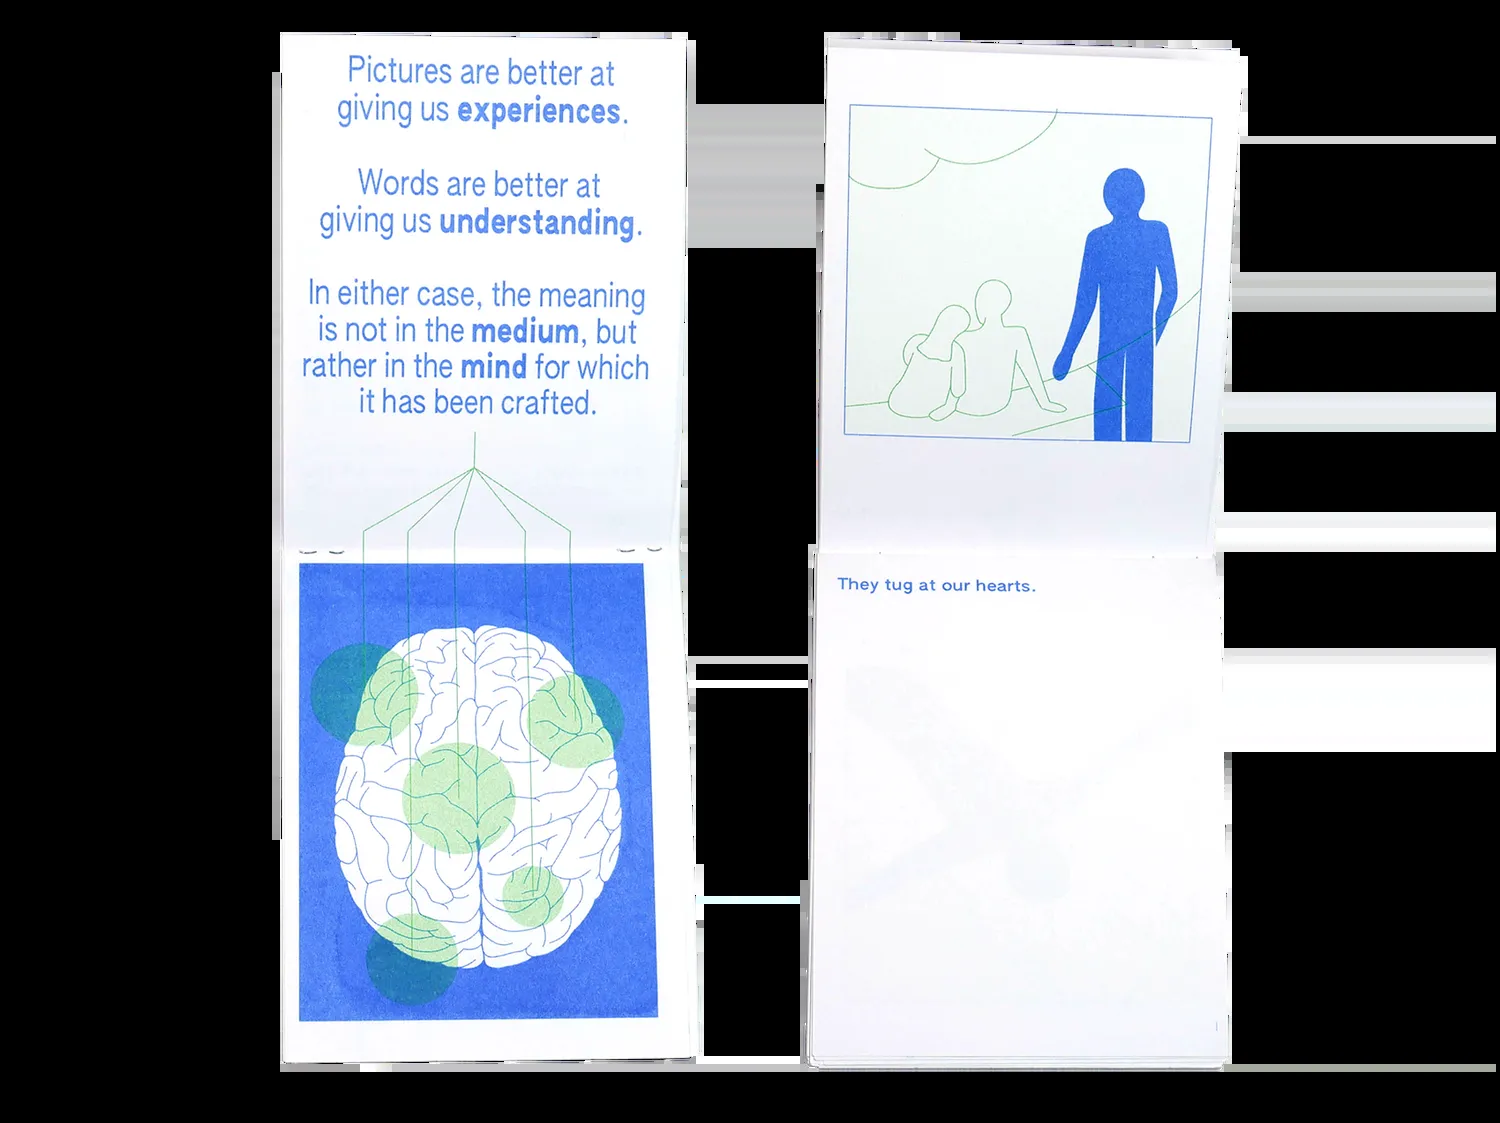 Pictures are better at
giving us experiences.
Words are better at
giving us understanding.
In either case, the meaning
is not in the medium, but
rather in the mind for which
it has been crafted.
They tug at our hearts.